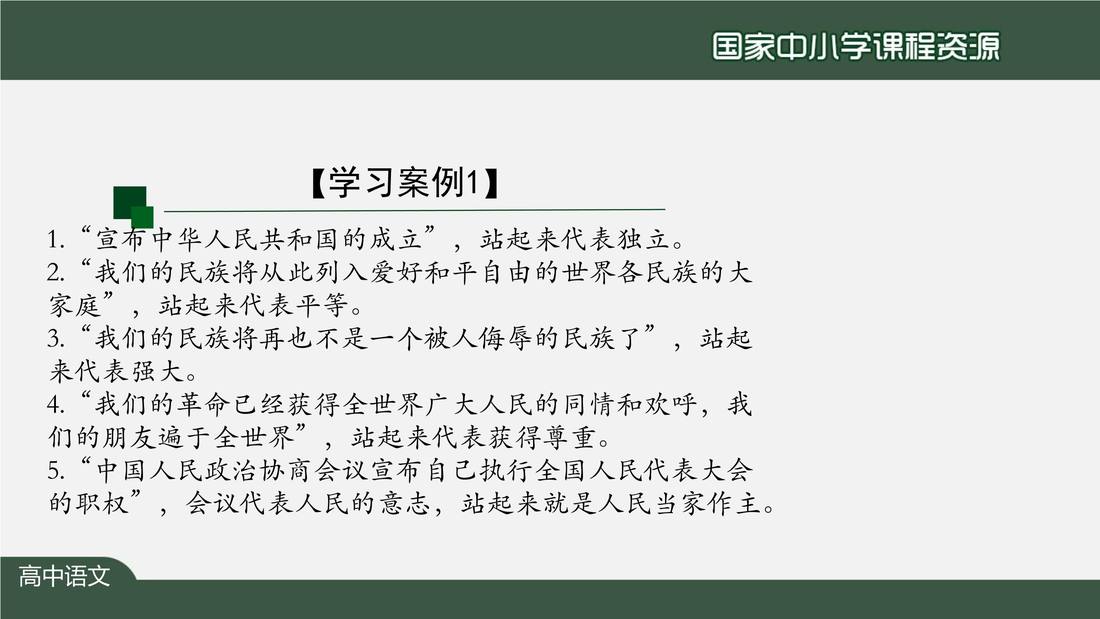 国家中小学课程资源
【学习案例1】
1.“宣布中华人民共和国的成立”，站起来代表独立。
2.“我们的民族将从此列入爱好和平自由的世界各民族的大
家庭”，站起来代表平等。
3.“我们的民族将再也不是一个被人侮辱的民族了”，站起
来代表强大。
4.“我们的革命已经获得全世界广大人民的同情和欢呼，我
们的朋友遍于全世界”，站起来代表获得尊重。
5.“中国人民政治协商会议宣布自己执行全国人民代表大会
的职权”，会议代表人民的意志，站起来就是人民当家作主。
高中语文